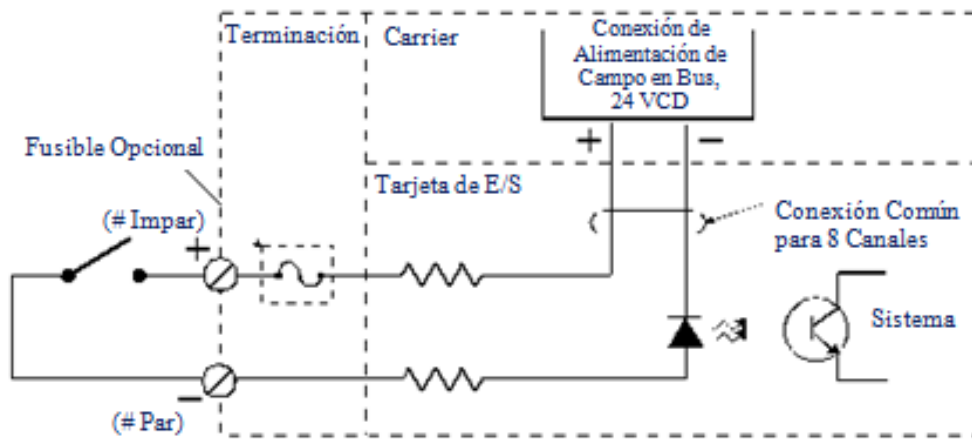 Terminación
Carrier
Conexión de
Alimentación de
Campo en Bus,
24 VCD
+
−
Fusible Opcional
Tarjeta de E/S
(# Impar)
+
Conexión Común
para 8 Canales
Sistema
−
(# Par)